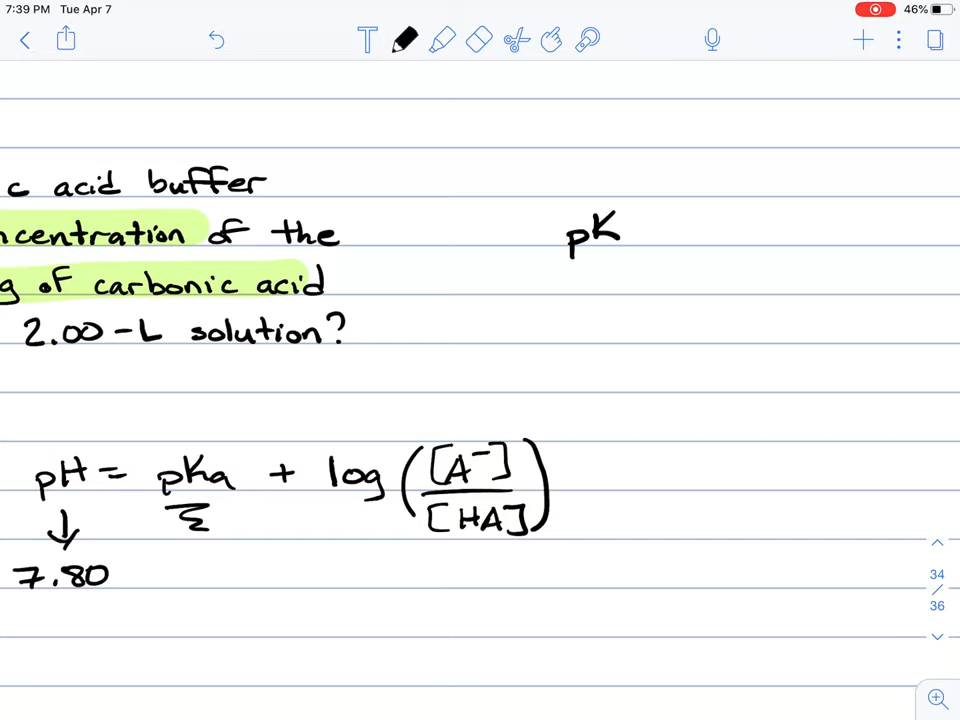 7:39 PM Tue Apr 7
46%
T
c acid buffer
ncentration of the
pK
g of carbonic acid
2.00-L solution?
pH = pKa + log ([A⁻]/[HA])
7.80
34
/
36